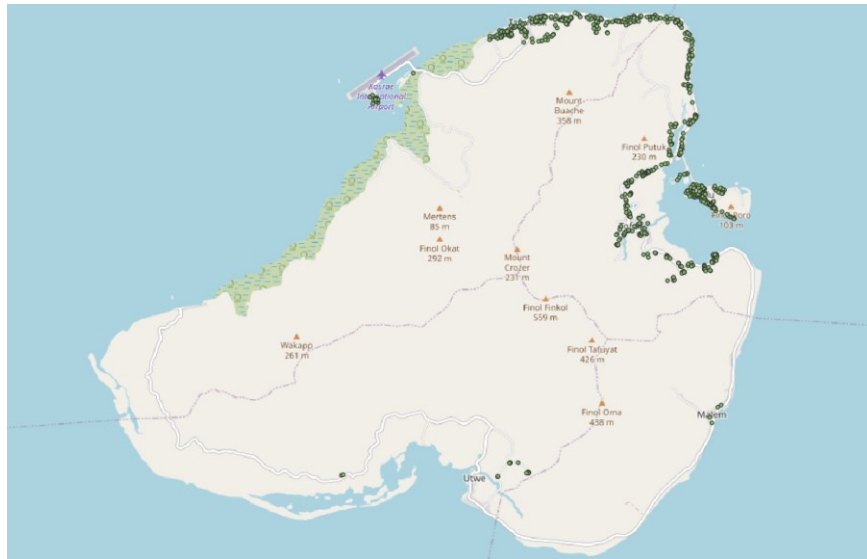 Kosrae
International
Airport
Mount
Buache
358 m
Finol Putuk
230 m
103 m
Mertens
85 m
Finol Okat
292 m
Mount
Crozer
231 m
Finol Finkol
559 m
Wakapp
261 m
Finol Tafuyat
426 m
Finol Oma
438 m
Malem
Utwe